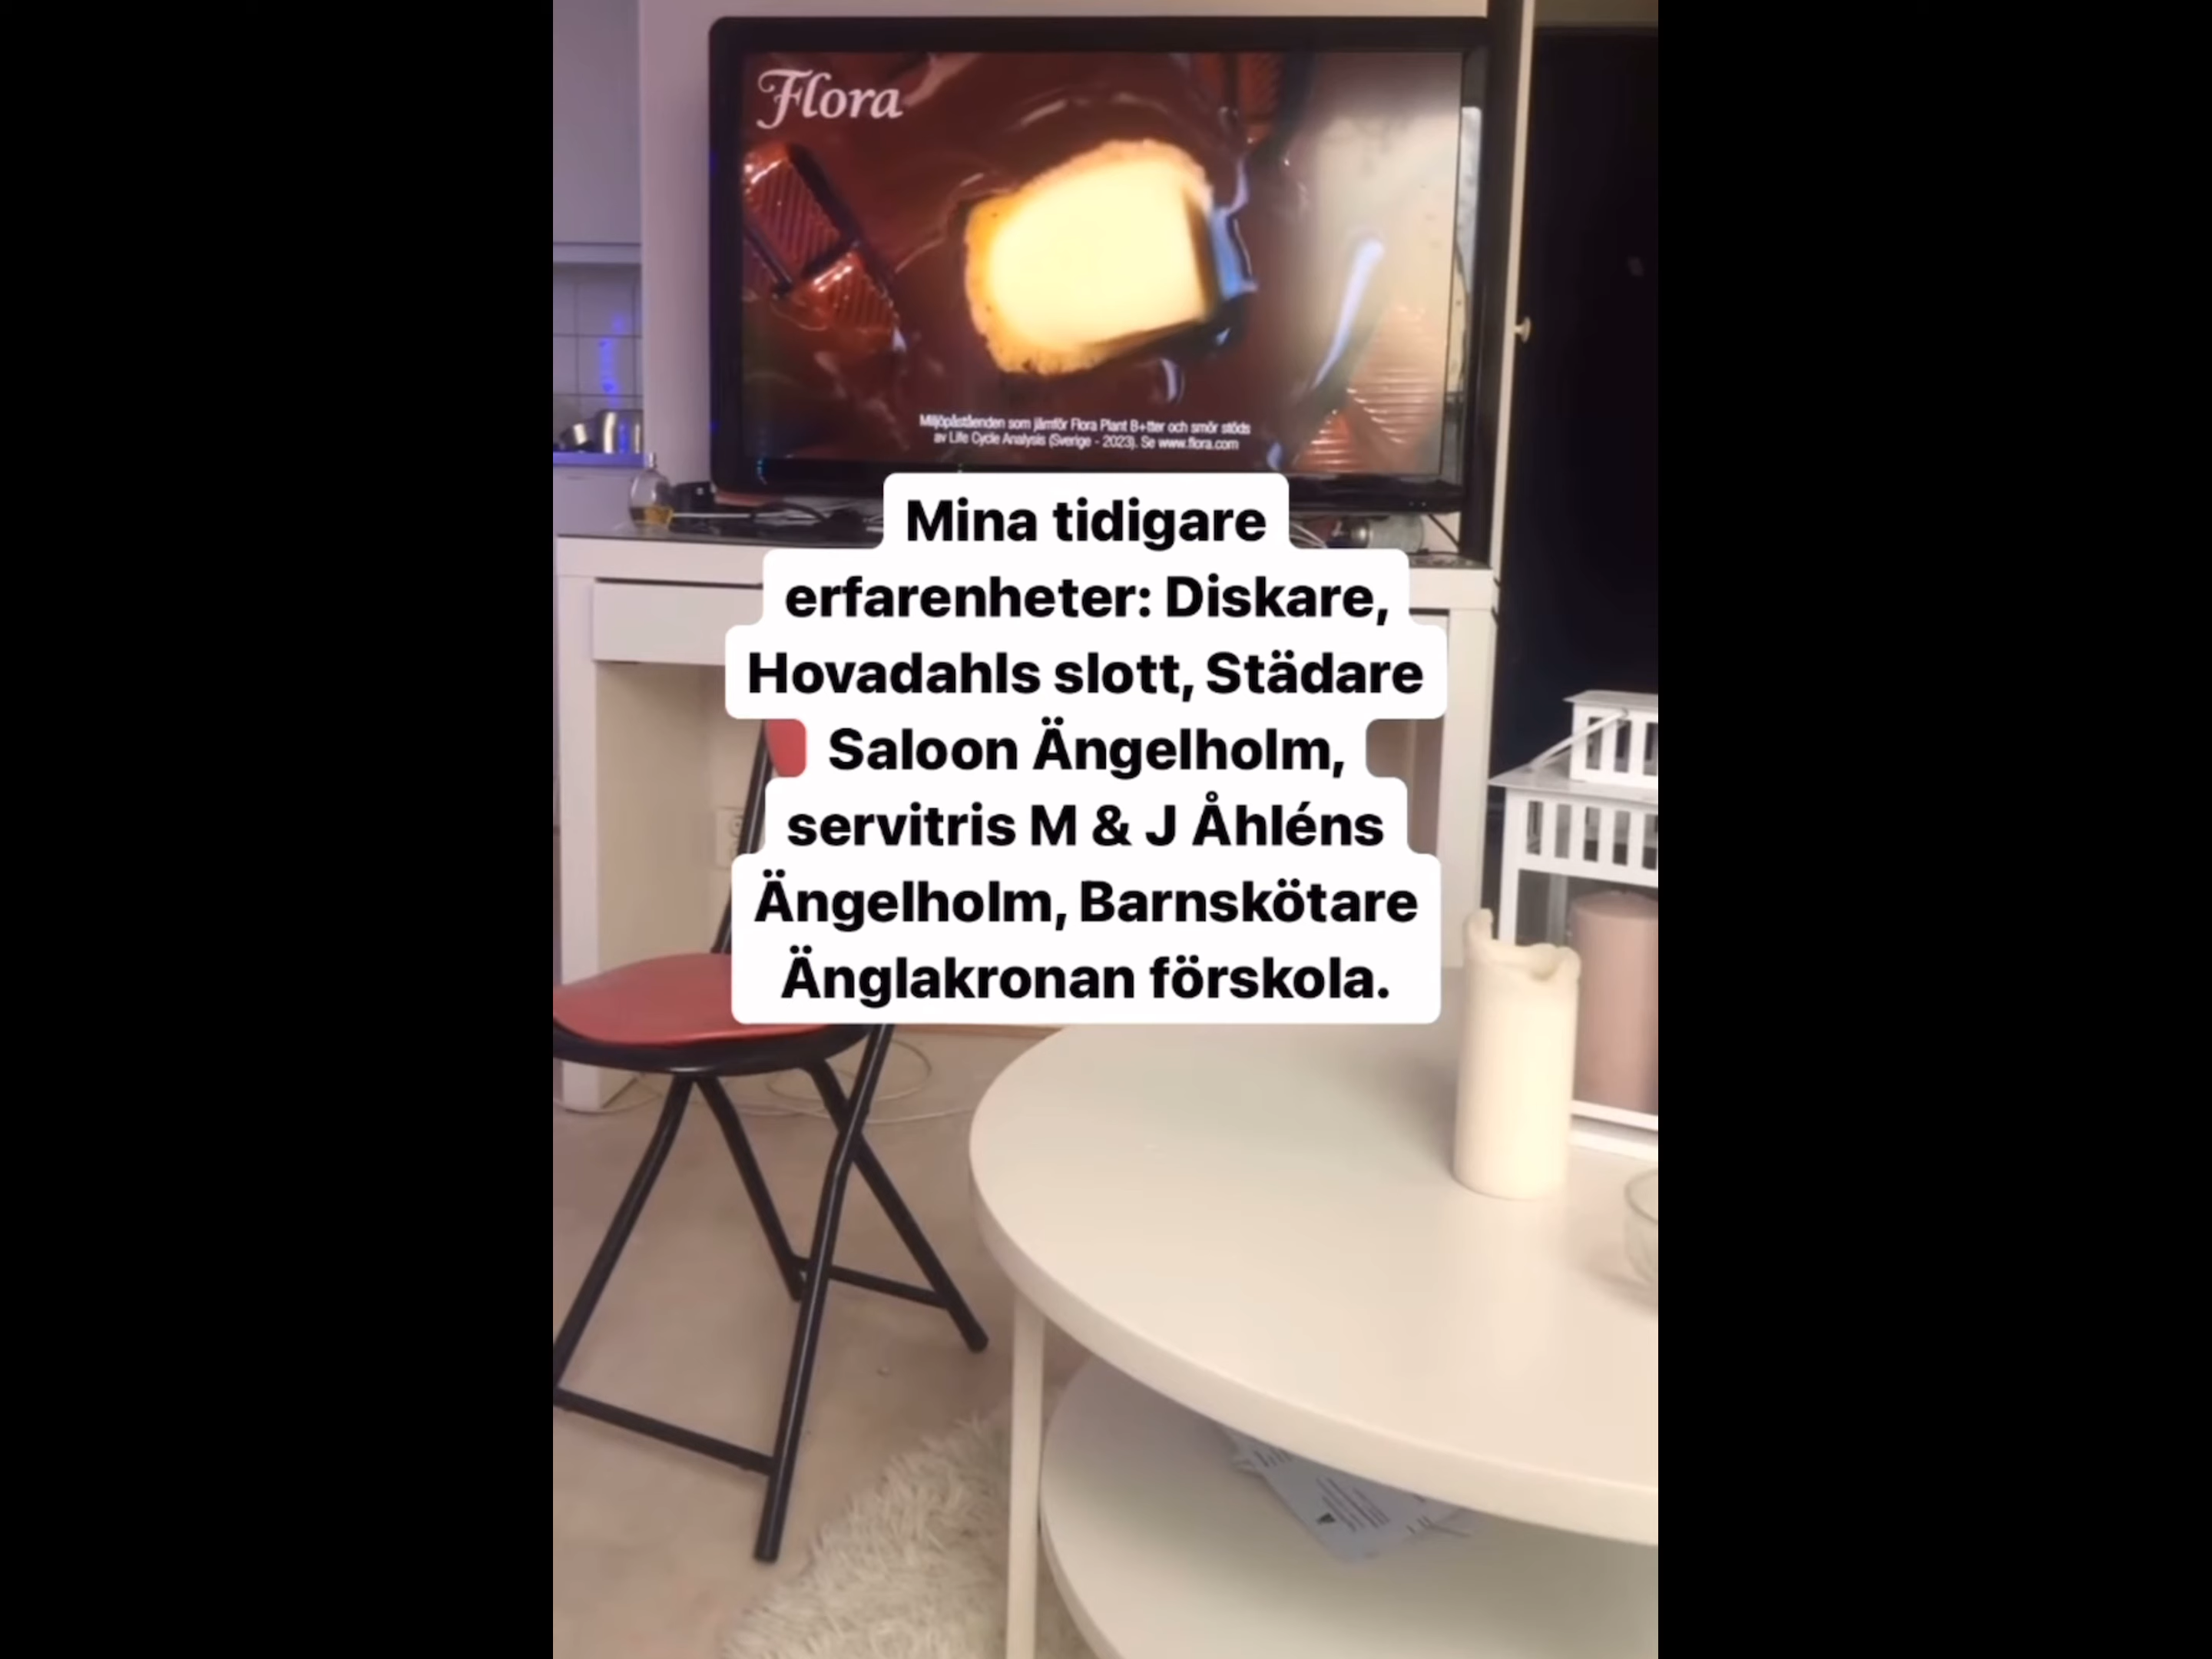 Flora
Miljöpåståenden som jämför Flora Plant B+tter och smör stöds
av Life Cycle Analysis (Sverige - 2023). Se www.flora.com
Mina tidigare
erfarenheter: Diskare,
Hovadahls slott, Städare
Saloon Ängelholm,
servitris M & J Åhléns
Ängelholm, Barnskötare
Änglakronan förskola.